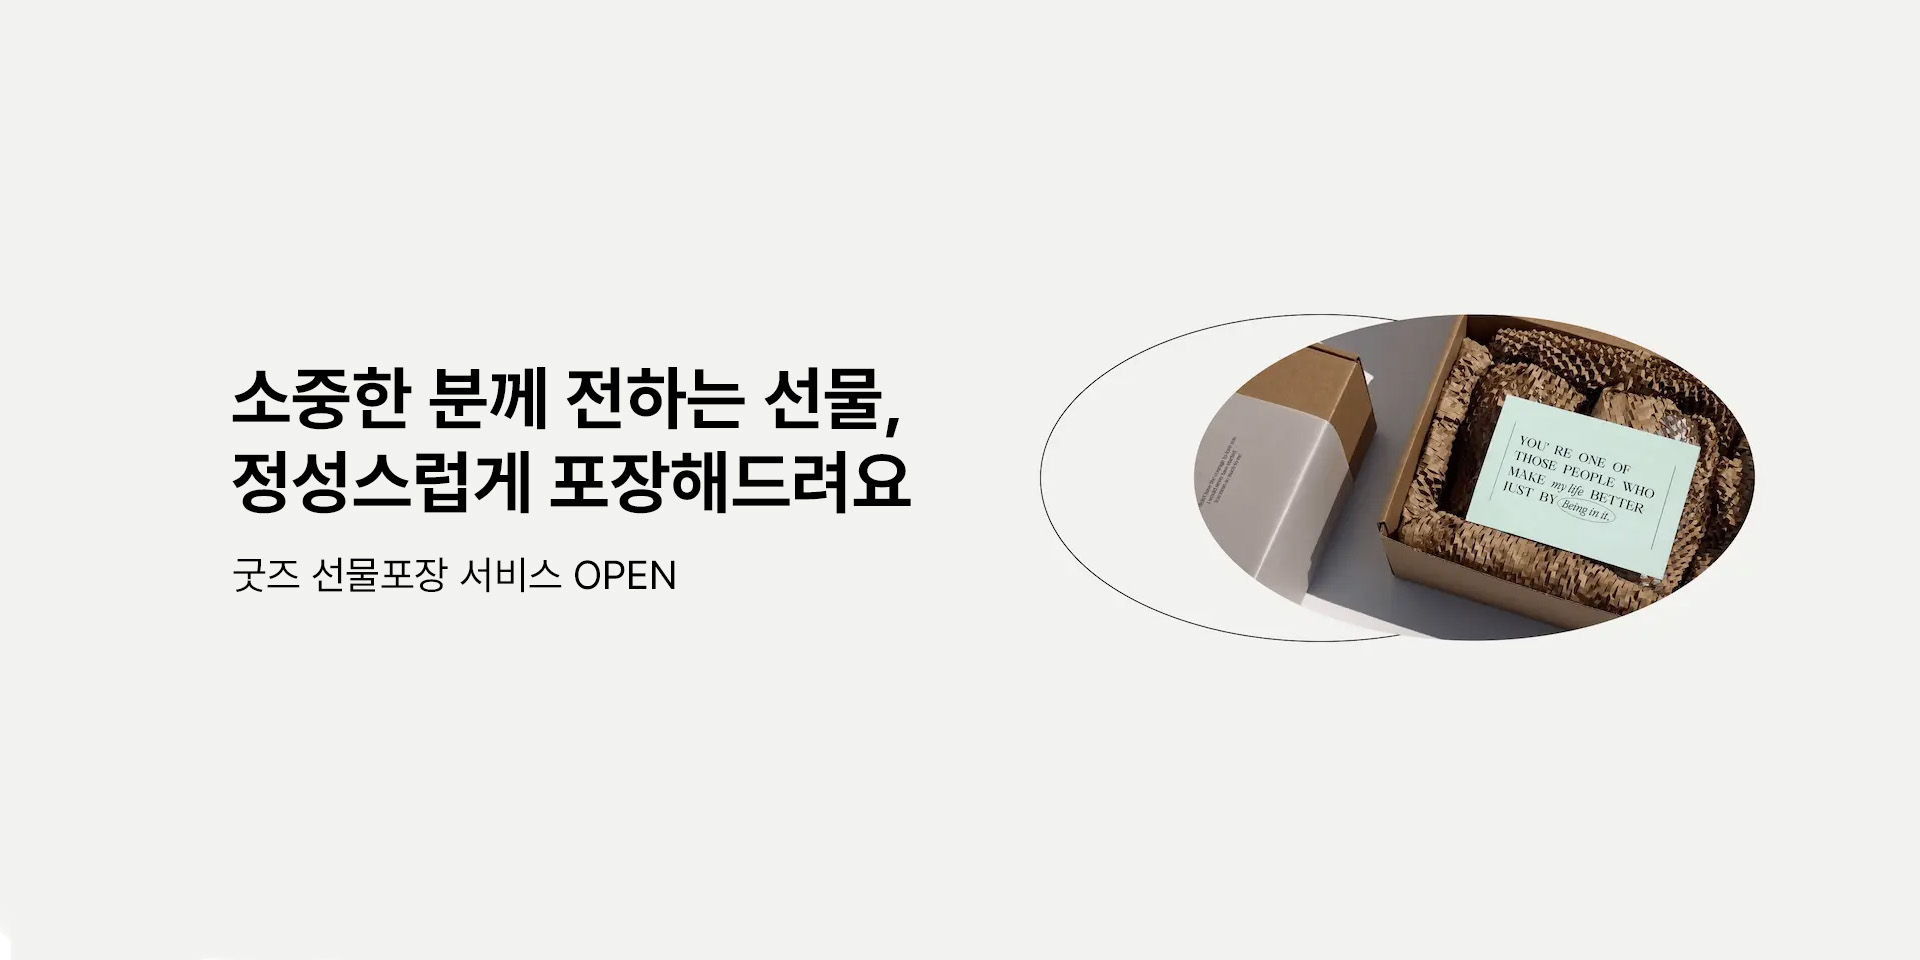 소중한 분께 전하는 선물,
정성스럽게 포장해드려요
굿즈 선물포장 서비스 OPEN
YOU' RE ONE OF
THOSE PEOPLE WHO
MAKE my life BETTER
JUST BY Being in it.